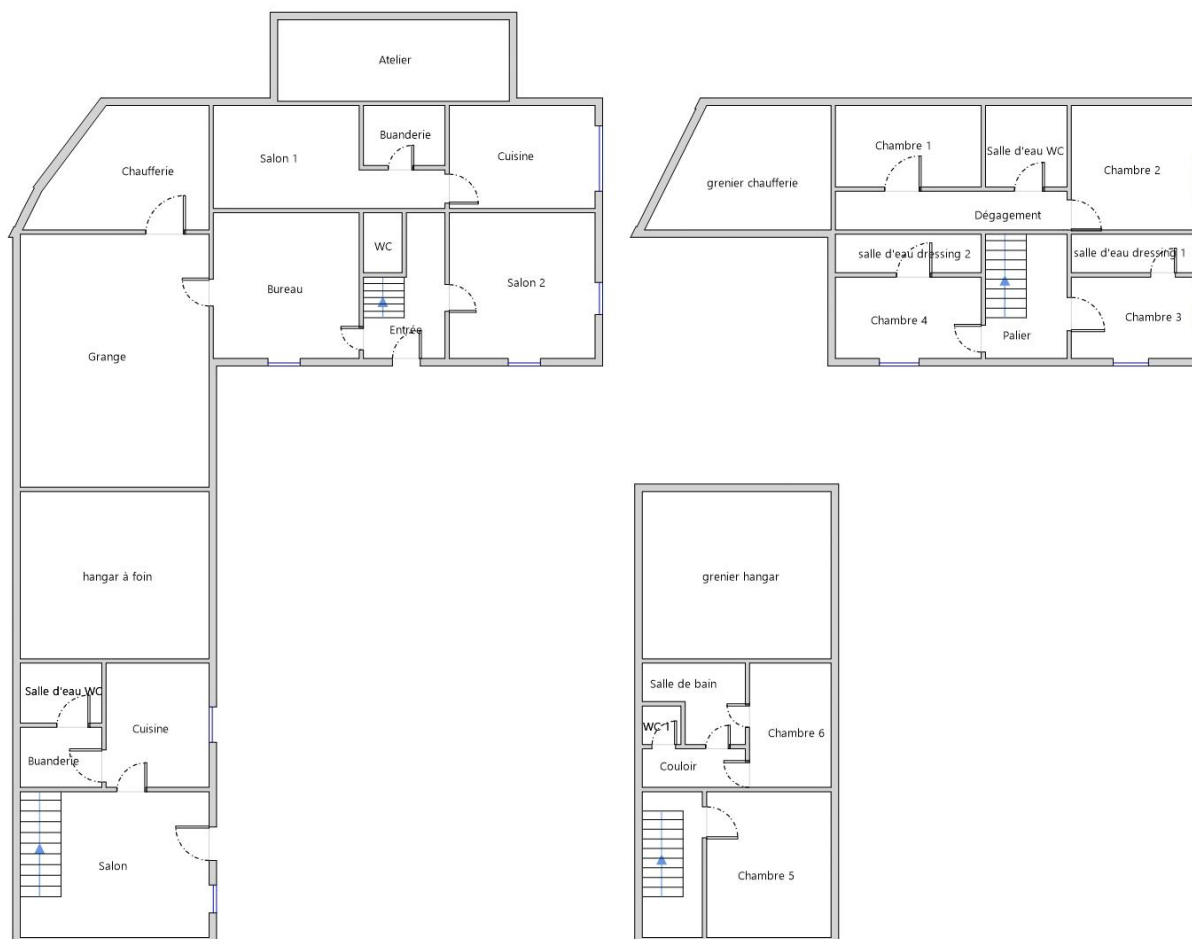 Atelier
Salon 1
Buanderie
Cuisine
Chaufferie
WC
Bureau
Salon 2
Entrée
Grange
hangar à foin
Salle d'eau WC
Cuisine
Buanderie
Salon
Chambre 1
Salle d'eau WC
Chambre 2
grenier chaufferie
Dégagement
salle d'eau dressing 2
salle d'eau dressing 1
Chambre 4
Chambre 3
Palier
grenier hangar
Salle de bain
WC 1
Chambre 6
Couloir
Chambre 5